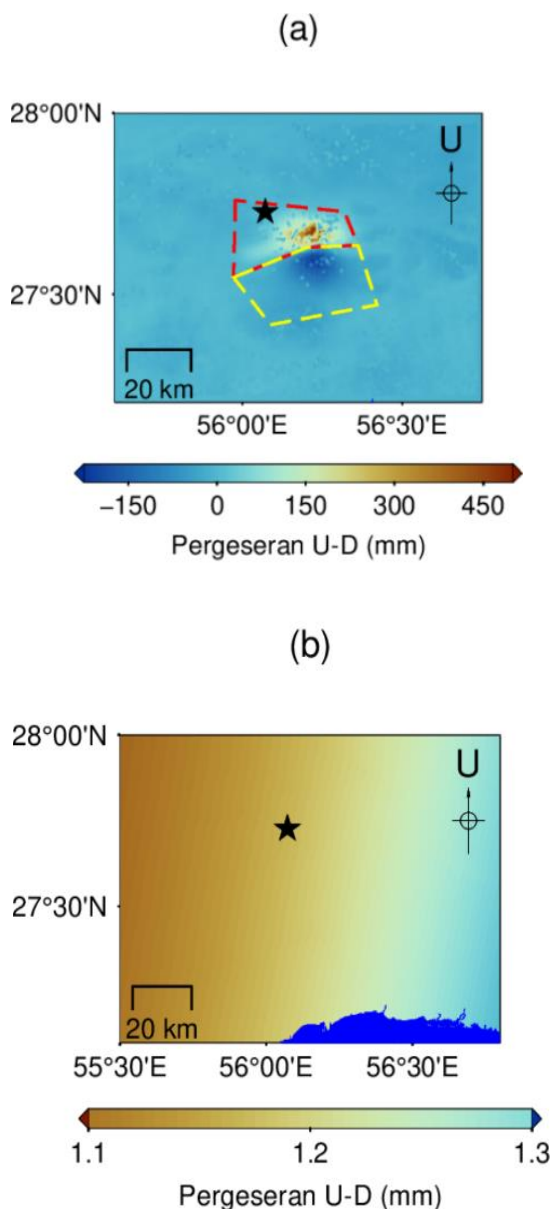 (a)
28°00'N
U
27°30'N
20 km
56°00'E 56°30'E
−150 0 150 300 450
Pergeseran U-D (mm)
(b)
28°00'N
U
27°30'N
20 km
55°30'E 56°00'E 56°30'E
1.1 1.2 1.3
Pergeseran U-D (mm)